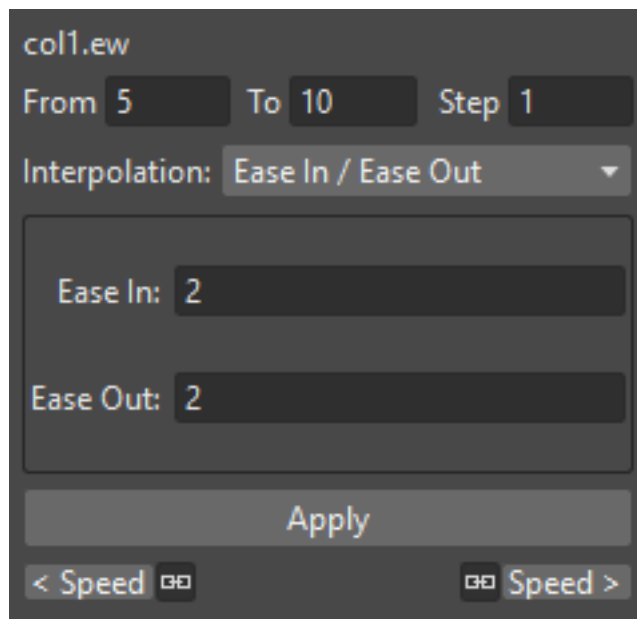 col1.ew
From 5 To 10 Step 1
Interpolation: Ease In / Ease Out
Ease In: 2
Ease Out: 2
Apply
< Speed Speed >